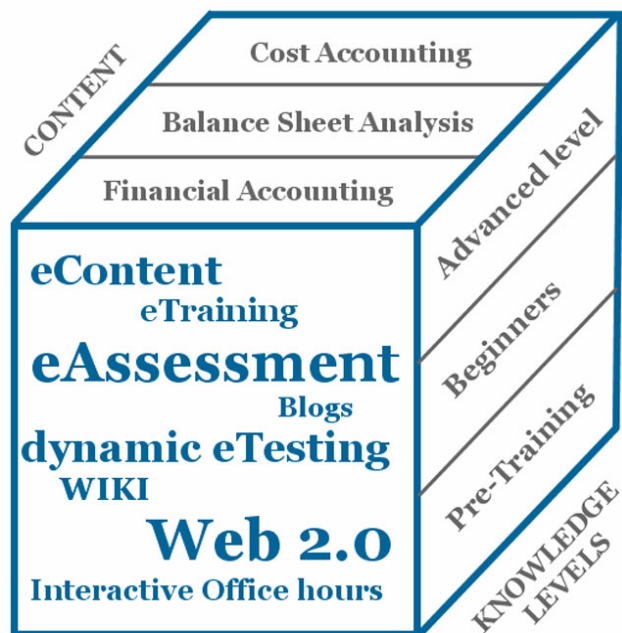 CONTENT
Cost Accounting
Balance Sheet Analysis
Financial Accounting
eContent
eTraining
eAssessment
Blogs
dynamic eTesting
WIKI
Web 2.0
Interactive Office hours
Advanced level
Beginners
Pre-Training
KNOWLEDGE
LEVELS